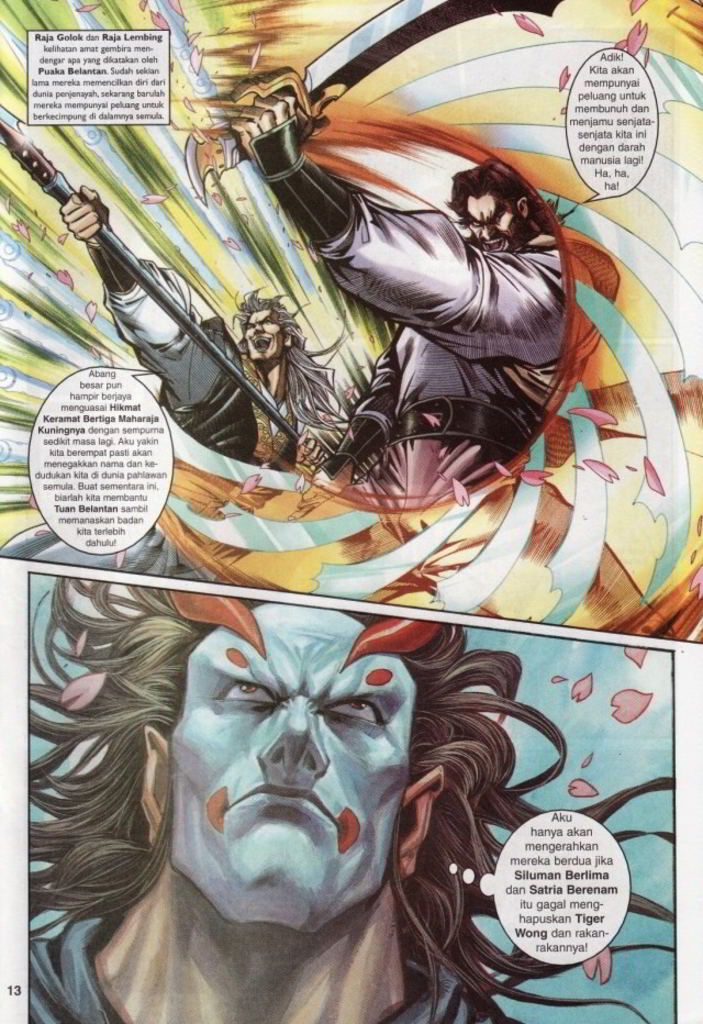 Raja Golok dan Raja Lembing
kelihatan amat gembira men-
dengar apa yang dikatakan oleh
Puaka Belantan. Sudah sekian
lama mereka memencilkan diri dari
dunia penjenayah, sekarang barulah
mereka mempunyai peluang untuk
berkecimpung di dalamnya semula.
Adik!
Kita akan
mempunyai
peluang untuk
membunuh dan
menjamu senjata-
senjata kita ini
dengan darah
manusia lagi!
Ha, ha,
ha!
Abang
besar pun
hampir berjaya
menguasai Hikmat
Keramat Bertiga Maharaja
Kuningnya dengan sempurna
sedikit masa lagi. Aku yakin
kita berempat pasti akan
menegakkan nama dan ke-
dudukan kita di dunia pahlawan
semula. Buat sementara ini,
biarlah kita membantu
Tuan Belantan sambil
memanaskan badan
kita terlebih
dahulu!
Aku
hanya akan
mengerahkan
mereka berdua jika
Siluman Berlima
dan Satria Berenam
itu gagal meng-
hapuskan Tiger
Wong dan rakan-
rakannya!
13